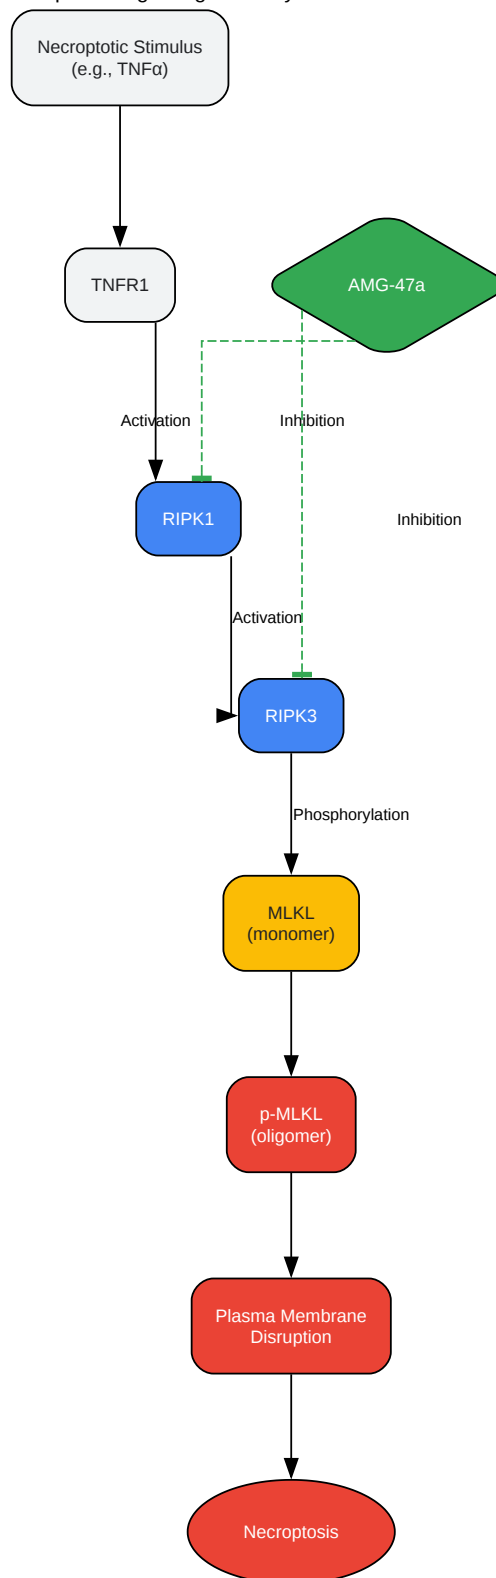 Necroptotic Stimulus
(e.g., TNFα)
TNFR1
AMG-47a
Activation
Inhibition
RIPK1
Inhibition
Activation
RIPK3
Phosphorylation
MLKL
(monomer)
p-MLKL
(oligomer)
Plasma Membrane
Disruption
Necroptosis